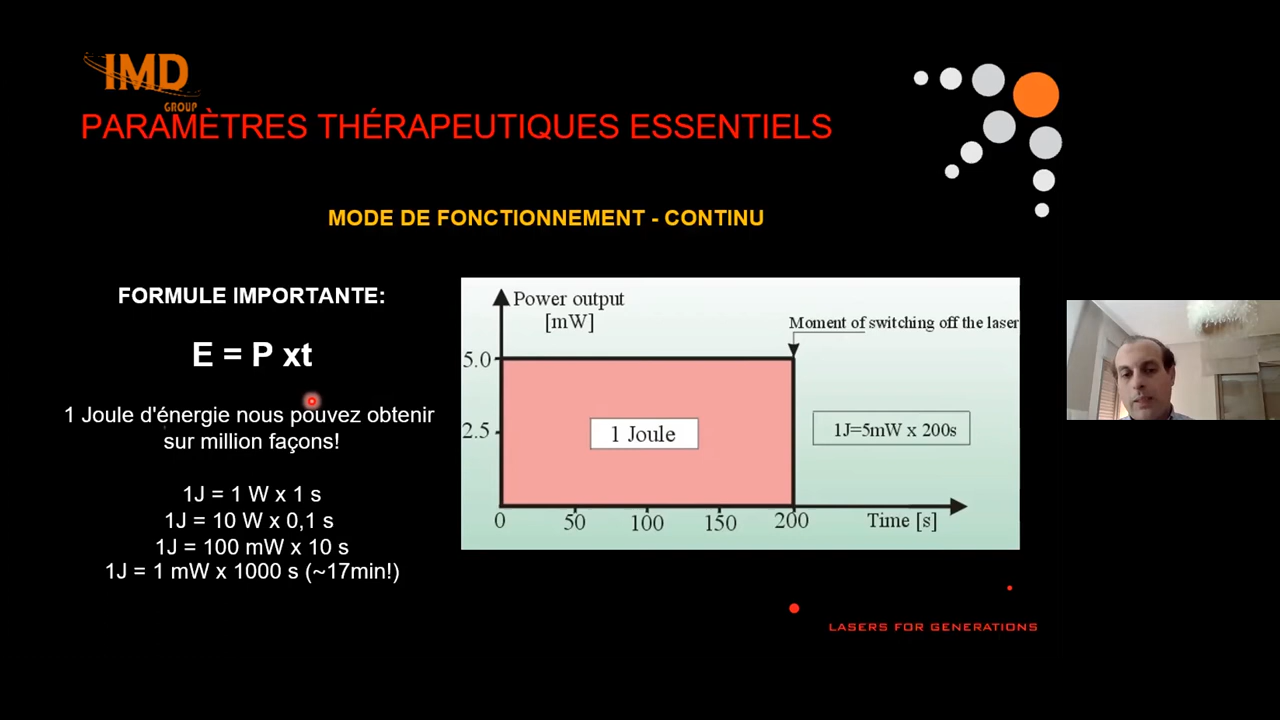 IMD
GROUP
PARAMÈTRES THÉRAPEUTIQUES ESSENTIELS
MODE DE FONCTIONNEMENT - CONTINU
FORMULE IMPORTANTE:
E = P xt
1 Joule d'énergie nous pouvez obtenir
sur million façons!
1J = 1 W x 1 s
1J = 10 W x 0,1 s
1J = 100 mW x 10 s
1J = 1 mW x 1000 s (~17min!)
Power output
[mW]
Moment of switching off the laser
5.0
2.5
1 Joule
1J=5mW x 200s
0 50 100 150 200 Time [s]
LASERS FOR GENERATIONS